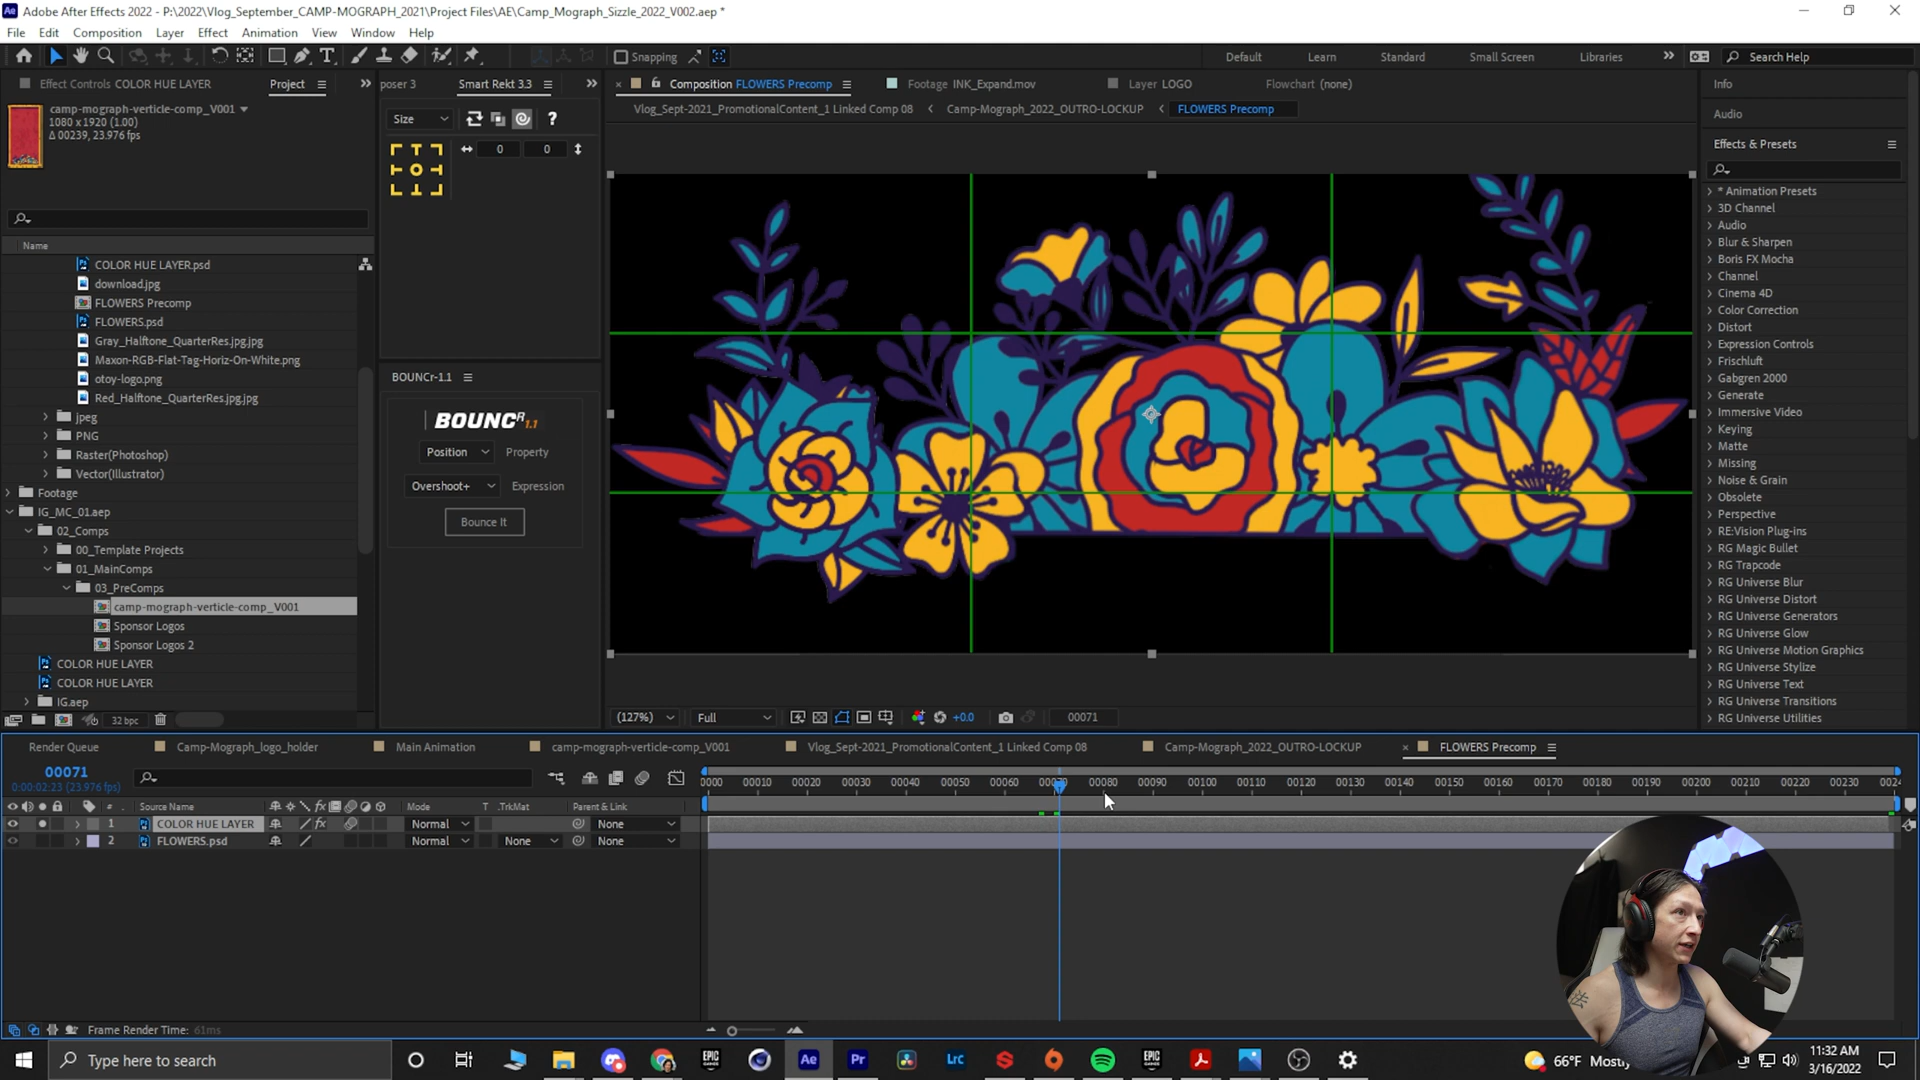 Adobe After Effects 2022 - P:\2022\Vlog_September_CAMP-MOGRAPH_2021\Project Files\AE\Camp_Mograph_Sizzle_2022_V002.aep *
File Edit Composition Layer Effect Animation View Window Help
Snapping Default Learn Standard Small Screen Libraries Search Help
Effect Controls COLOR HUE LAYER Project
camp-mograph-verticle-comp_V001
1080 x 1920 (1.00)
Δ 00239, 23.976 fps
Name
COLOR HUE LAYER.psd
download.jpg
FLOWERS Precomp
FLOWERS.psd
Gray_Halftone_QuarterRes.jpg.jpg
Maxon-RGB-Flat-Tag-Horiz-On-White.png
otoy-logo.png
Red_Halftone_QuarterRes.jpg.jpg
jpeg
PNG
Raster(Photoshop)
Vector(Illustrator)
Footage
IG_MC_01.aep
02_Comps
00_Template Projects
01_MainComps
03_PreComps
camp-mograph-verticle-comp_V001
Sponsor Logos
Sponsor Logos 2
COLOR HUE LAYER
COLOR HUE LAYER
IG.aep
32 bpc
poser 3 Smart Rekt 3.3
Size ?
0 0
BOUNCr-1.1
BOUNCR 1.1
Position Property
Overshoot+ Expression
Bounce It
Composition FLOWERS Precomp Footage INK_Expand.mov Layer LOGO Flowchart (none)
Vlog_Sept-2021_PromotionalContent_1 Linked Comp 08 Camp-Mograph_2022_OUTRO-LOCKUP FLOWERS Precomp
(127%) Full +0.0 00071
Info
Audio
Effects & Presets
* Animation Presets
3D Channel
Audio
Blur & Sharpen
Boris FX Mocha
Channel
Cinema 4D
Color Correction
Distort
Expression Controls
Frischluft
Gabgren 2000
Generate
Immersive Video
Keying
Matte
Missing
Noise & Grain
Obsolete
Perspective
RE:Vision Plug-ins
RG Magic Bullet
RG Trapcode
RG Universe Blur
RG Universe Distort
RG Universe Generators
RG Universe Glow
RG Universe Motion Graphics
RG Universe Stylize
RG Universe Text
RG Universe Transitions
RG Universe Utilities
Render Queue Camp-Mograph_logo_holder Main Animation camp-mograph-verticle-comp_V001 Vlog_Sept-2021_PromotionalContent_1 Linked Comp 08 Camp-Mograph_2022_OUTRO-LOCKUP FLOWERS Precomp
00071
0:00:02:23 (23.976 fps)
0000 00010 00020 00030 00040 00050 00060 00070 00080 00090 00100 00110 00120 00130 00140 00150 00160 00170 00180 00190 00200 00210 00220 00230 0024
# Source Name fx Mode T .TrkMat Parent & Link
1 COLOR HUE LAYER fx Normal None
2 FLOWERS.psd Normal None None
Frame Render Time: 61ms
法
Type here to search
EPIC GAMES Ae Pr Lrc EPIC GAMES
66°F
11:32 AM
3/16/2022